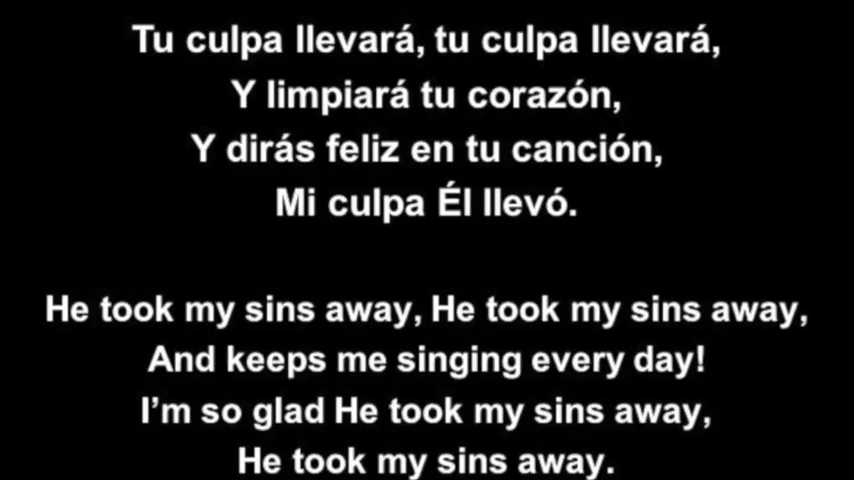 Tu culpa llevará, tu culpa llevará,
Y limpiará tu corazón,
Y dirás feliz en tu canción,
Mi culpa Él llevó.
He took my sins away, He took my sins away,
And keeps me singing every day!
I’m so glad He took my sins away,
He took my sins away.